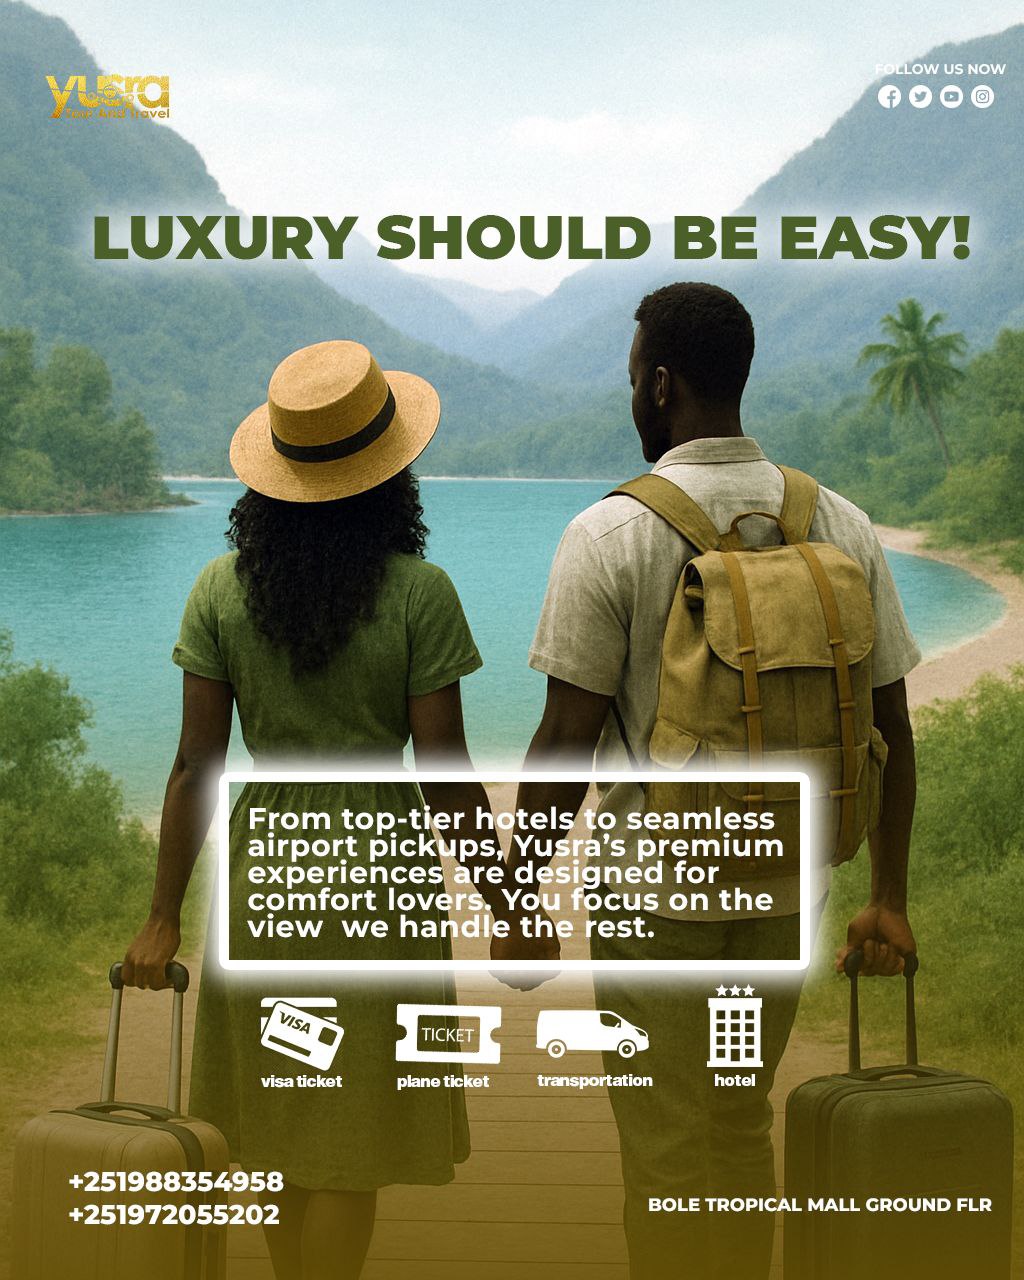 yusra
Tour And Travel
FOLLOW US NOW
LUXURY SHOULD BE EASY!
From top-tier hotels to seamless
airport pickups, Yusra’s premium
experiences are designed for
comfort lovers. You focus on the
view  we handle the rest.
VISA
TICKET
visa ticket
plane ticket
transportation
hotel
+251988354958
+251972055202
BOLE TROPICAL MALL GROUND FLR